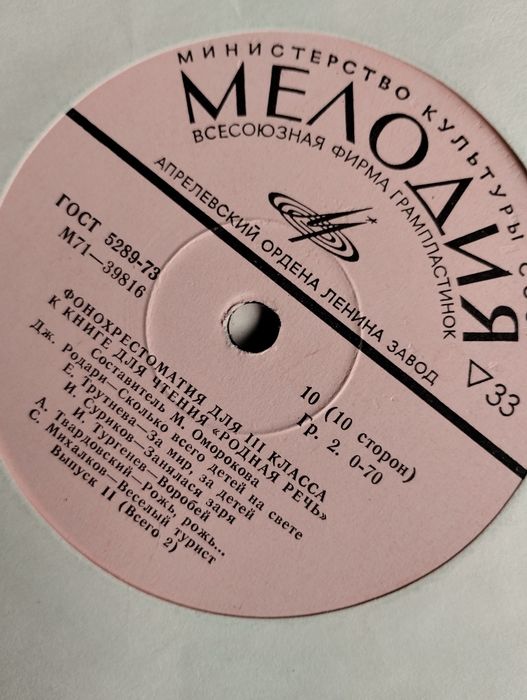 МИНИСТЕРСТВО КУЛЬТУРЫ
МЕЛОДИЯ
ВСЕСОЮЗНАЯ ФИРМА ГРАМПЛАСТИНОК
АПРЕЛЕВСКИЙ ОРДЕНА ЛЕНИНА ЗАВОД
33
ГОСТ 5289-73
М71—39816
10 (10 сторон)
Гр. 2. 0-70
ФОНОХРЕСТОМАТИЯ ДЛЯ III КЛАССА
К КНИГЕ ДЛЯ ЧТЕНИЯ «РОДНАЯ РЕЧЬ»
Составитель М. Оморокова
Дж. Родари—Сколько всего детей на свете
Е. Трутнева—За мир, за детей
И. Суриков—Занялася заря
И. Тургенев—Воробей
А. Твардовский—Рожь, рожь...
С. Михалков—Веселый турист
Выпуск II (Всего 2)